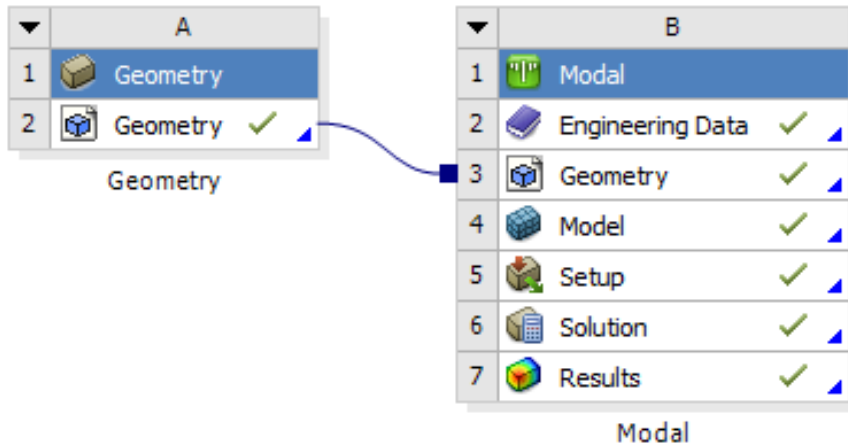 A
1 Geometry
2 Geometry
Geometry
B
1 Modal
2 Engineering Data
3 Geometry
4 Model
5 Setup
6 Solution
7 Results
Modal